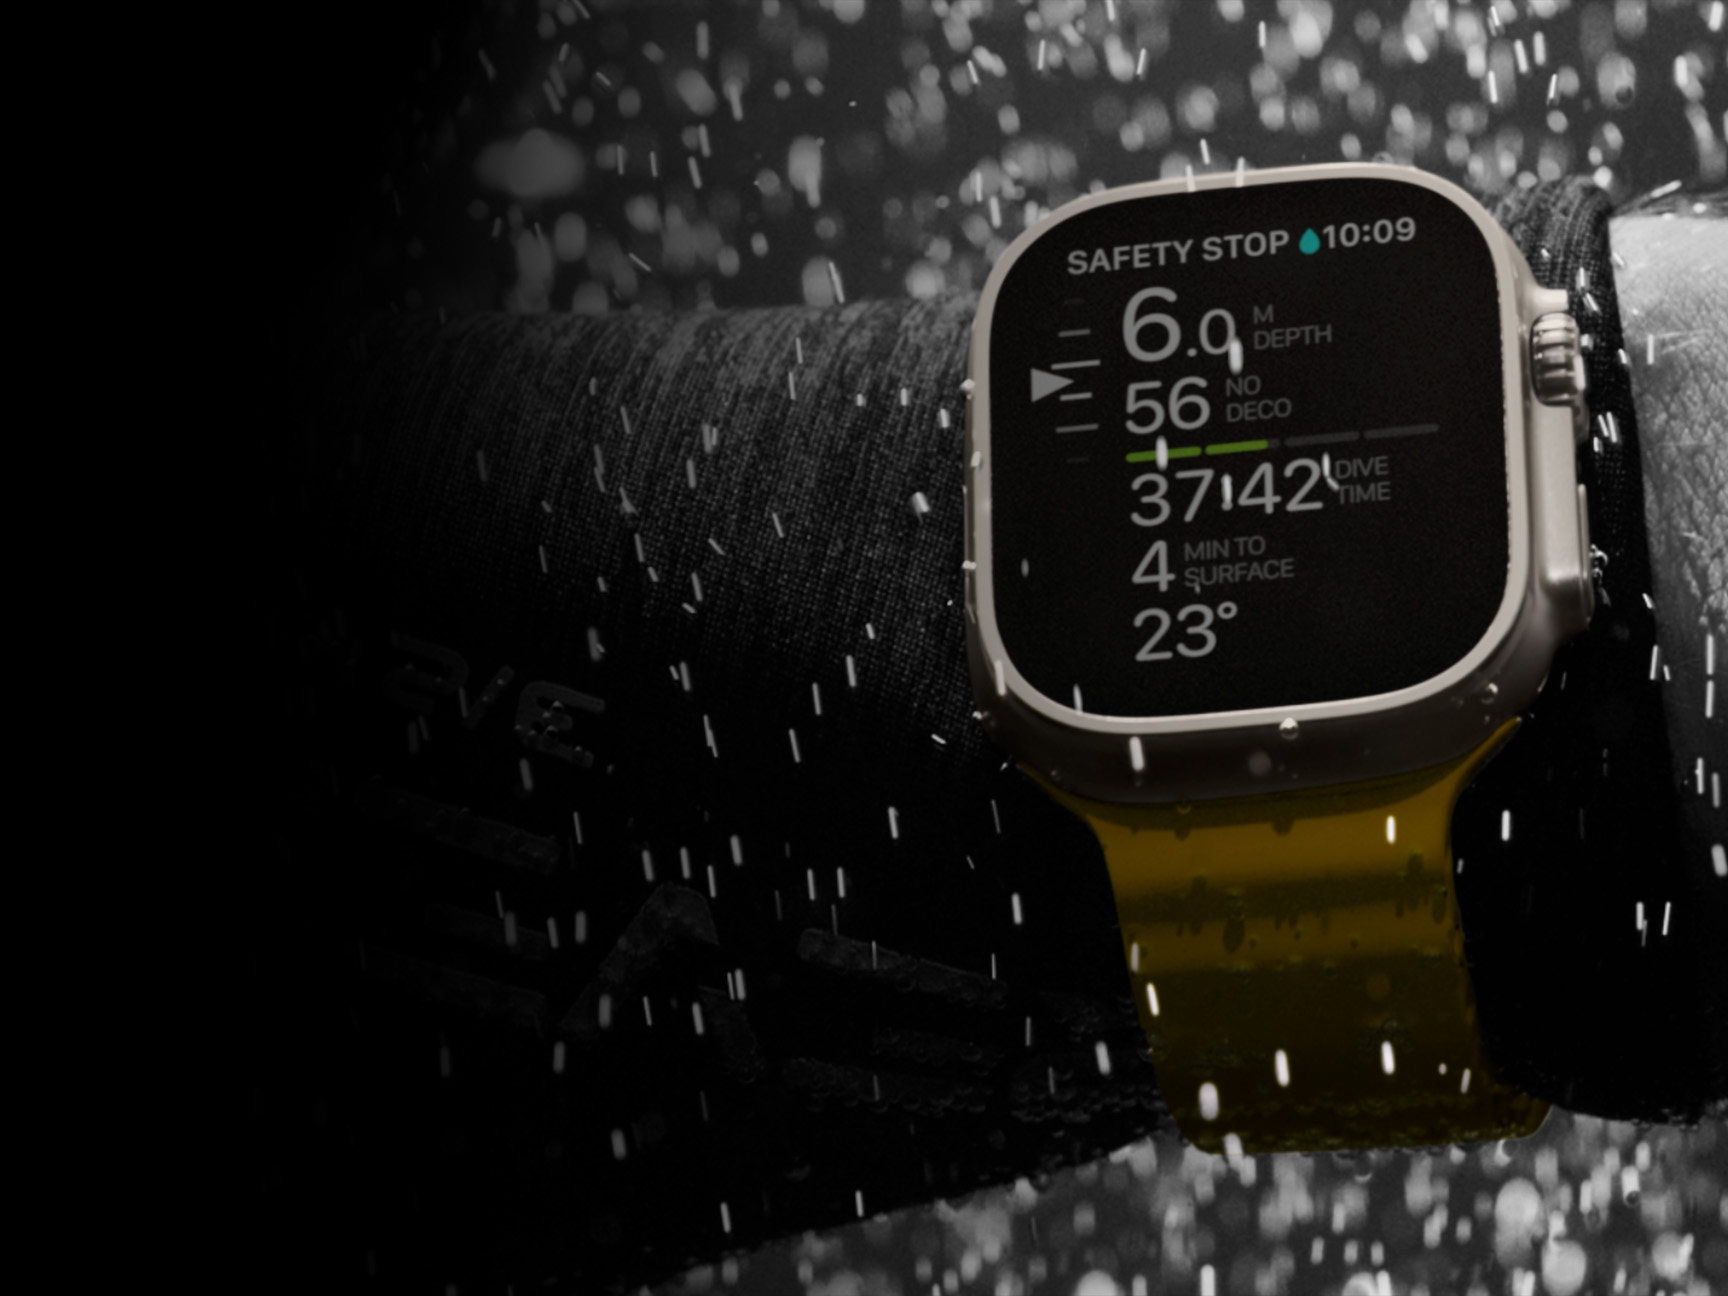 SAFETY STOP 10:09
6.0 M
DEPTH
56 NO
DECO
37:42 DIVE
TIME
4 MIN TO
SURFACE
23°